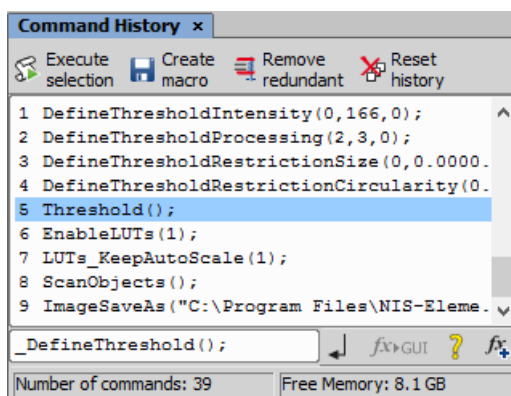 Command History ×
Execute selection Create macro Remove redundant Reset history
1 DefineThresholdIntensity(0,166,0);
2 DefineThresholdProcessing(2,3,0);
3 DefineThresholdRestrictionSize(0,0.0000.
4 DefineThresholdRestrictionCircularity(0.
5 Threshold();
6 EnableLUTs(1);
7 LUTs_KeepAutoScale(1);
8 ScanObjects();
9 ImageSaveAs("C:\Program Files\NIS-Eleme.
_DefineThreshold(); fx▸GUI ? fx+
Number of commands: 39 Free Memory: 8.1 GB